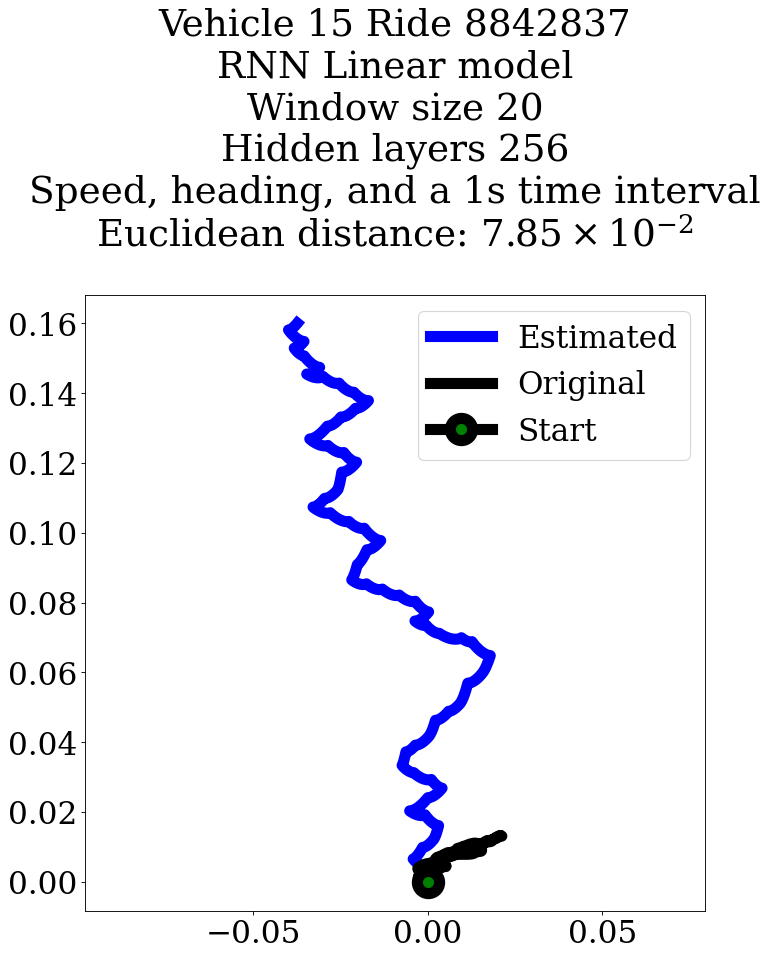 Vehicle 15 Ride 8842837
RNN Linear model
Window size 20
Hidden layers 256
Speed, heading, and a 1s time interval
Euclidean distance: 7.85 × 10⁻²
Estimated
Original
Start
0.16
0.14
0.12
0.10
0.08
0.06
0.04
0.02
0.00
−0.05 0.00 0.05